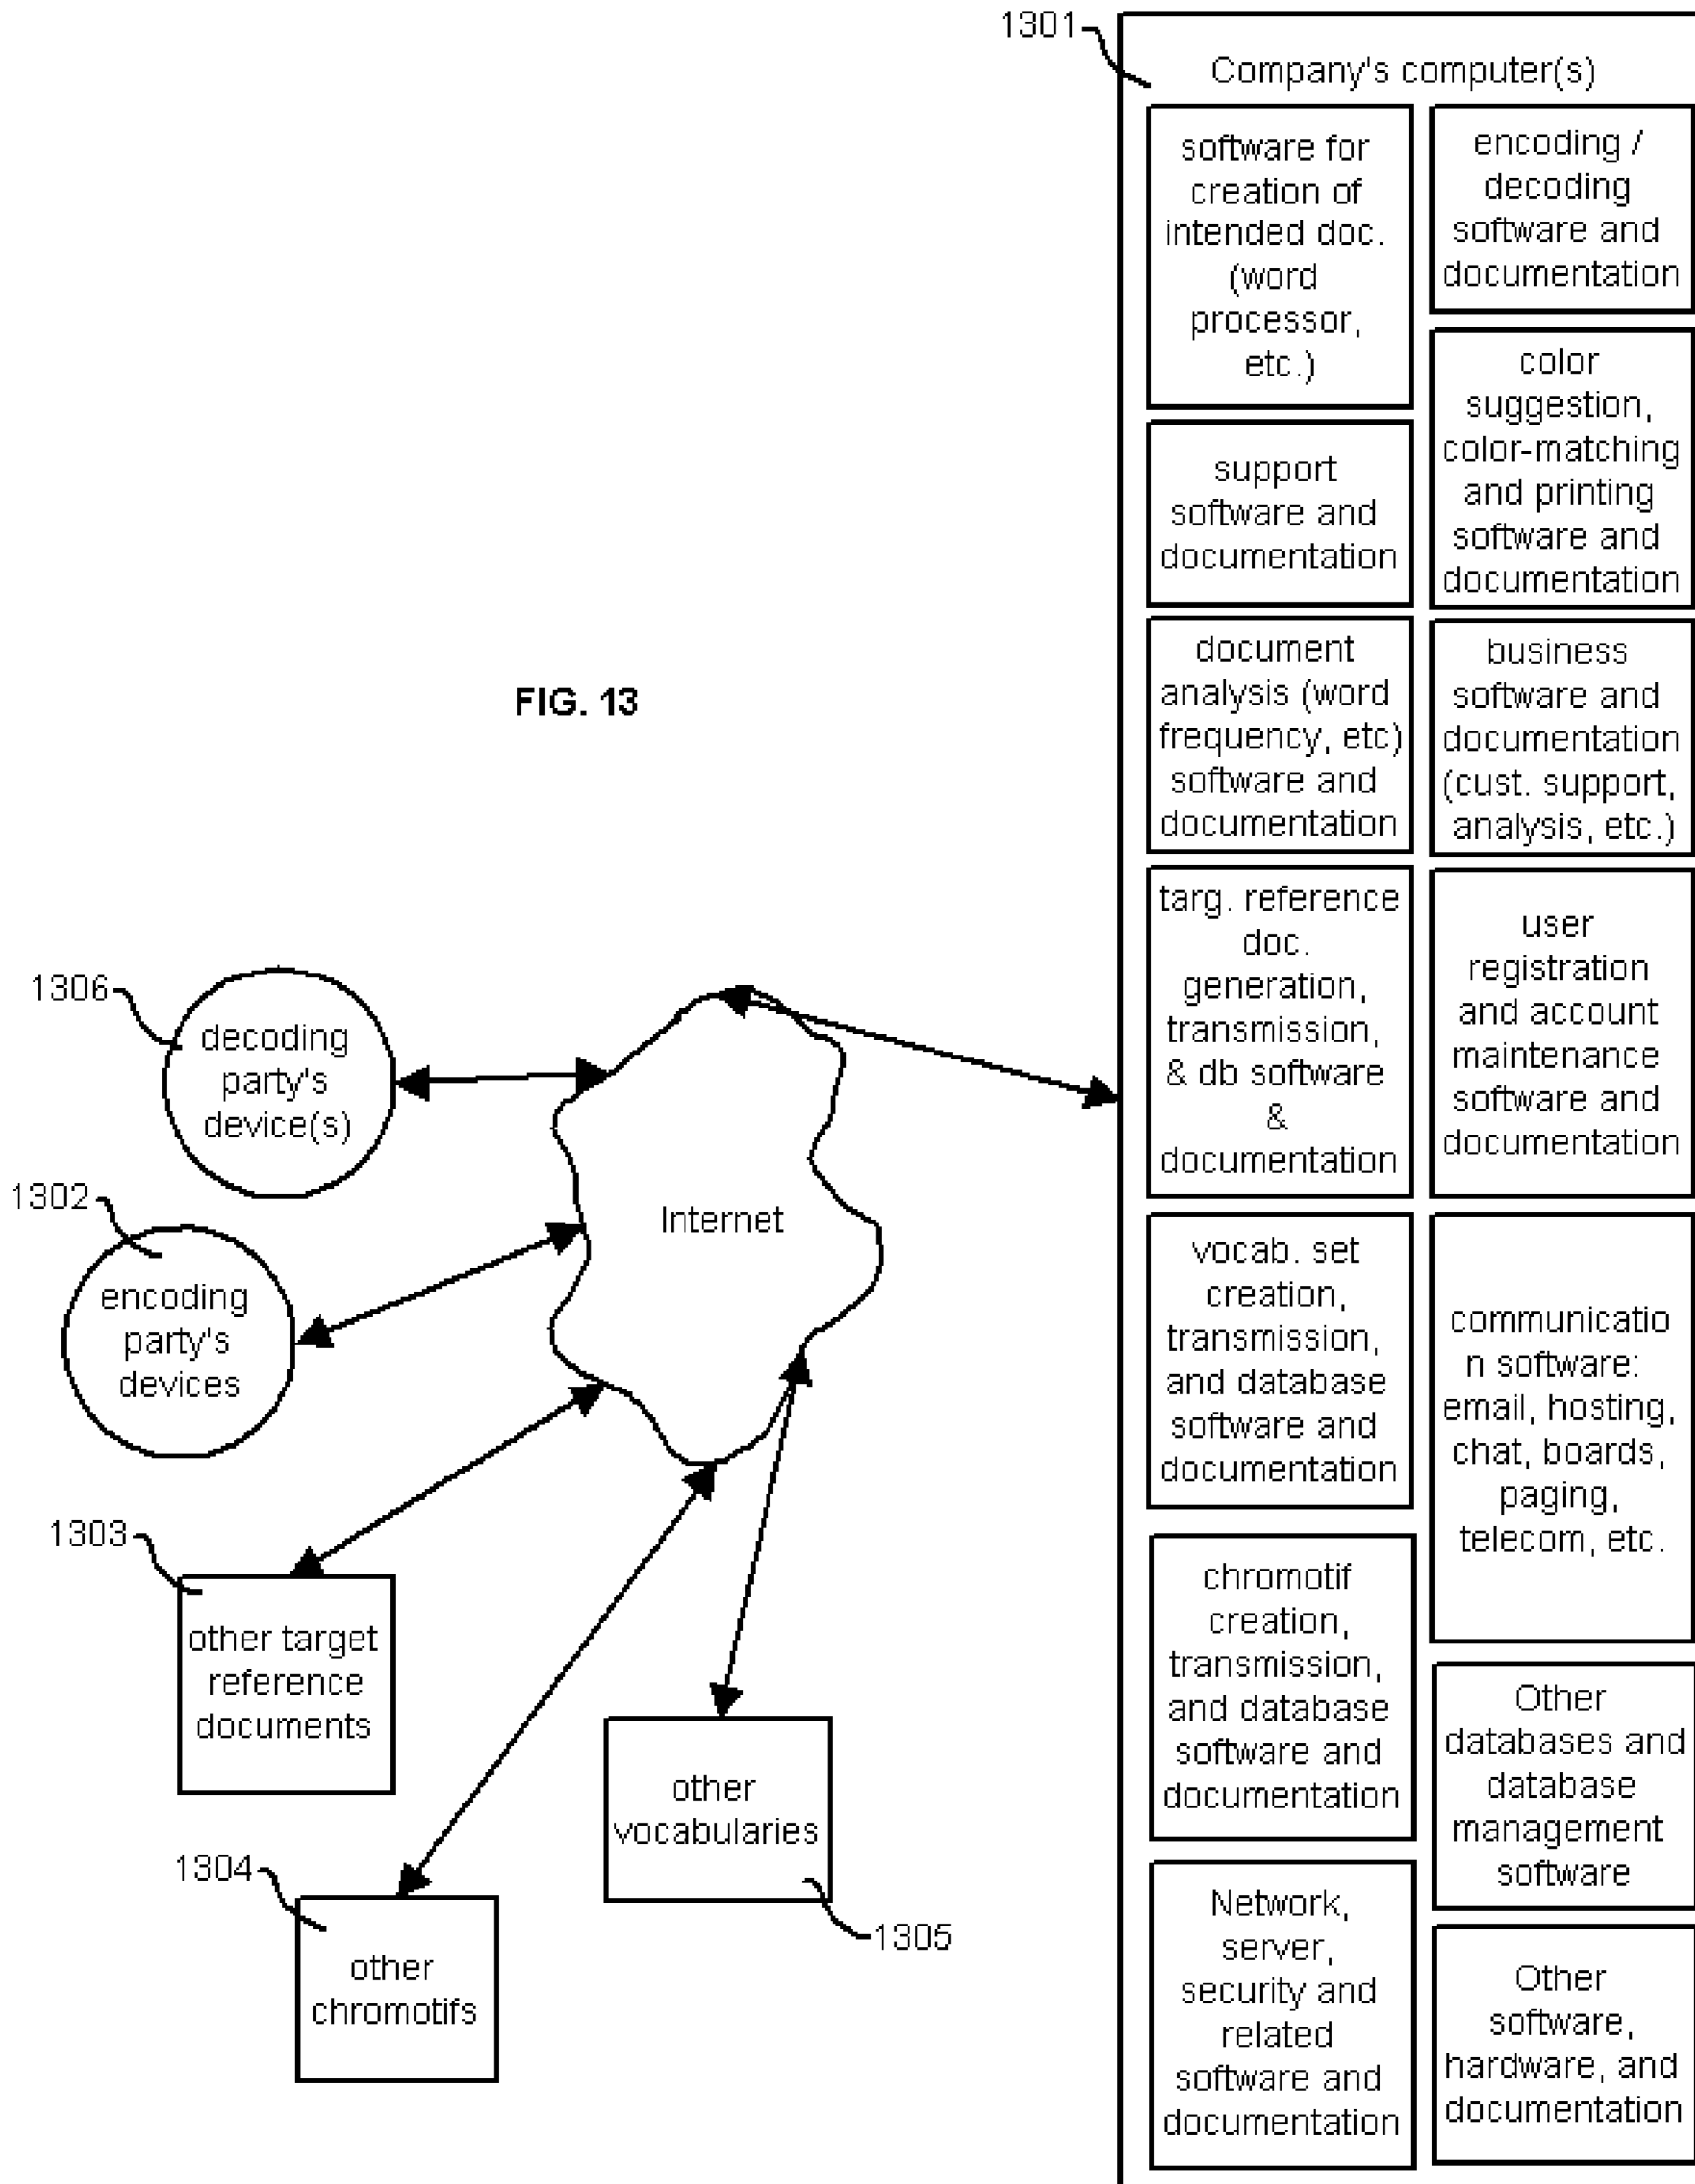 1301
Company's computer(s)
software for
creation of
intended doc.
(word
processor,
etc.)
support
software and
documentation
document
analysis (word
frequency, etc)
software and
documentation
targ. reference
doc.
generation,
transmission,
& db software
&
documentation
vocab. set
creation,
transmission,
and database
software and
documentation
chromotif
creation,
transmission,
and database
software and
documentation
Network,
server,
security and
related
software and
documentation
encoding /
decoding
software and
documentation
color
suggestion,
color-matching
and printing
software and
documentation
business
software and
documentation
(cust. support,
analysis, etc.)
user
registration
and account
maintenance
software and
documentation
communicatio
n software:
email, hosting,
chat, boards,
paging,
telecom, etc.
Other
databases and
database
management
software
Other
software,
hardware, and
documentation
FIG. 13
1306
decoding
party's
device(s)
1302
encoding
party's
devices
Internet
1303
other target
reference
documents
1304
other
chromotifs
other
vocabularies
1305